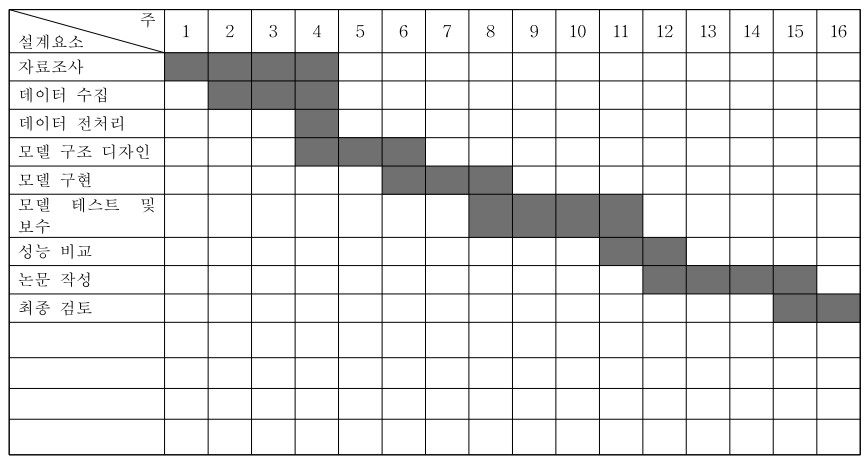 주
설계요소
1 2 3 4 5 6 7 8 9 10 11 12 13 14 15 16
자료조사
데이터 수집
데이터 전처리
모델 구조 디자인
모델 구현
모델 테스트 및
보수
성능 비교
논문 작성
최종 검토